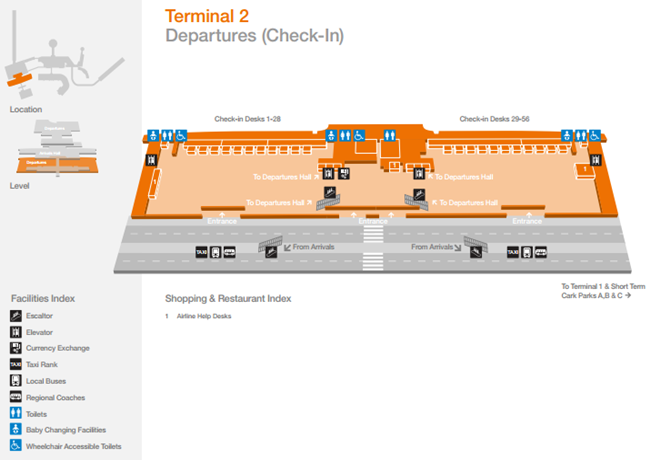 Terminal 2
Departures (Check-In)
Location
Departures
Level
Check-in Desks 1-28
Check-in Desks 29-56
To Departures Hall
To Departures Hall
To Departures Hall
To Departures Hall
1
Entrance
Entrance
Entrance
From Arrivals
From Arrivals
TAXI
TAXI
To Terminal 1 & Short Term
Cark Parks A,B & C →
Facilities Index
Escaltor
Elevator
Currency Exchange
TAXI Taxi Rank
Local Buses
Regional Coaches
Toilets
Baby Changing Facilities
Wheelchair Accessible Toilets
Shopping & Restaurant Index
1 Airline Help Desks